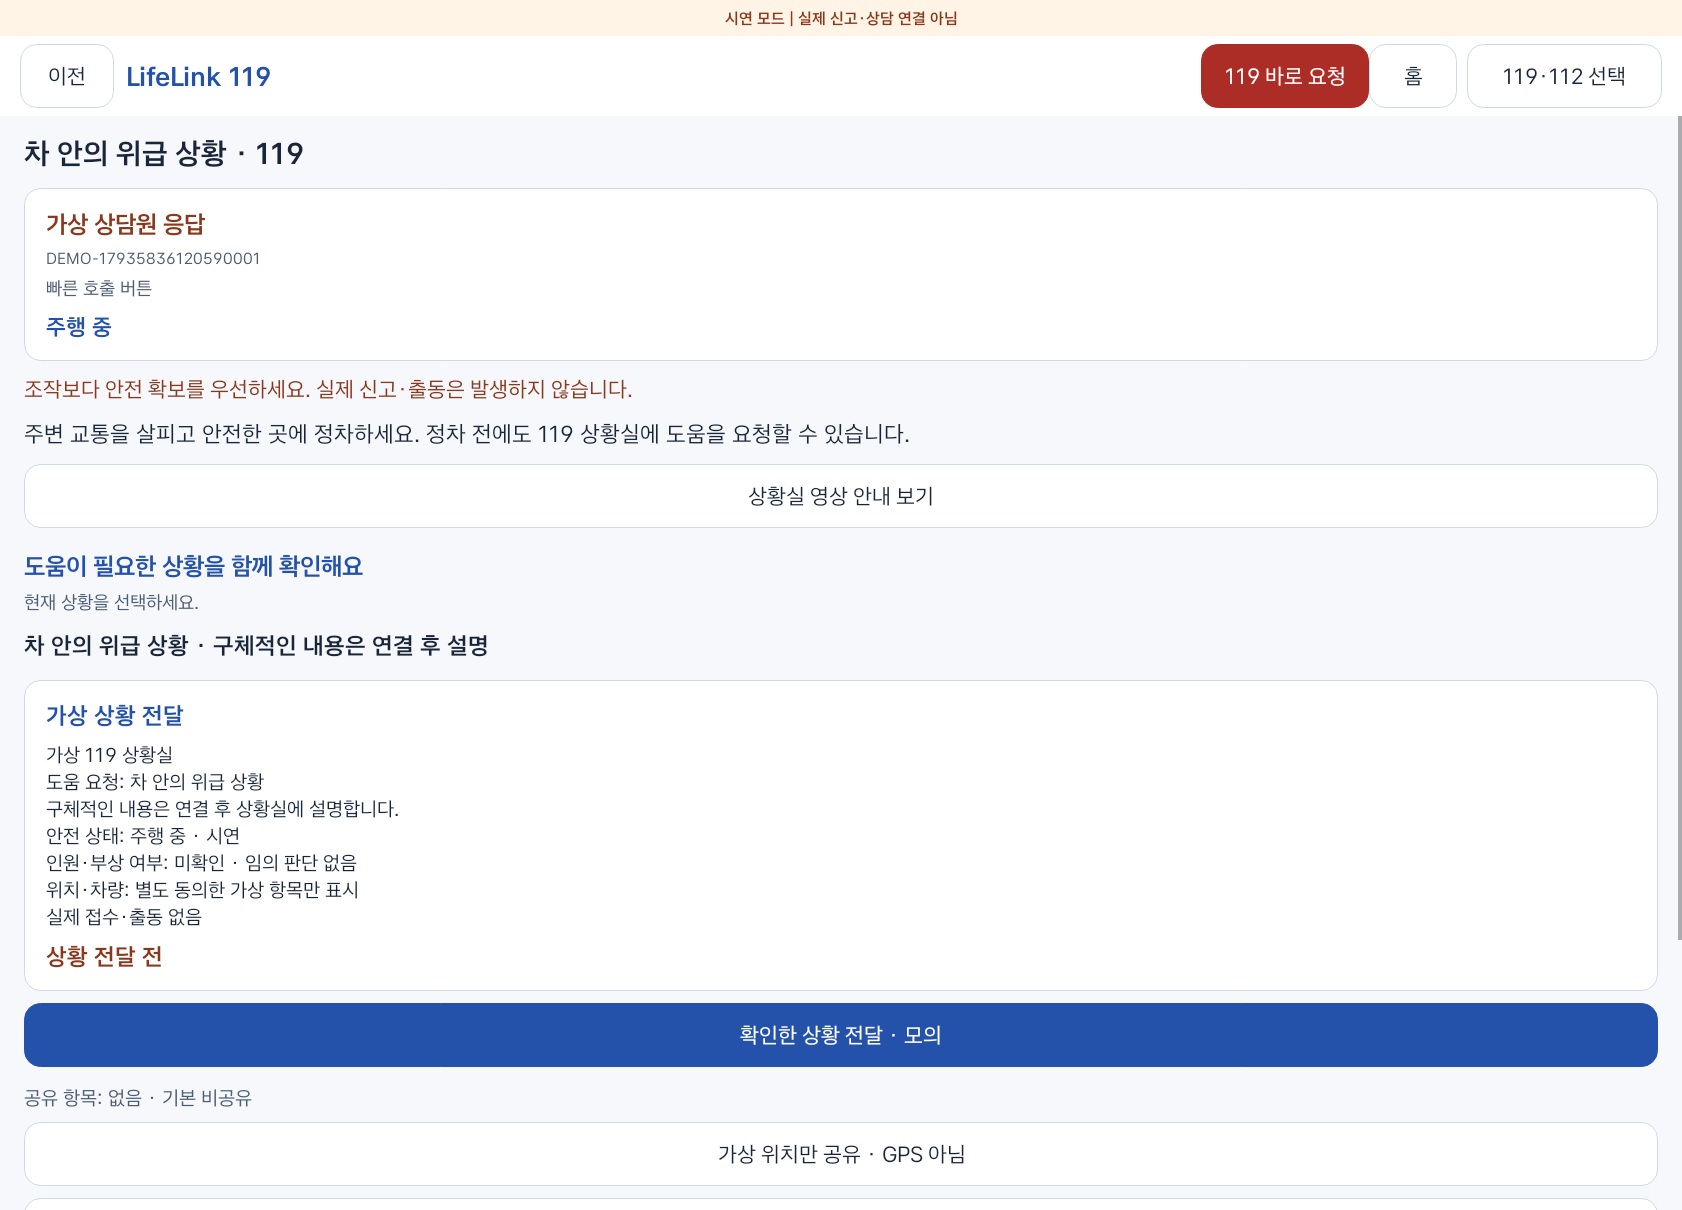 시연 모드 | 실제 신고·상담 연결 아님
이전
LifeLink 119
119 바로 요청
홈
119·112 선택
차 안의 위급 상황 · 119
가상 상담원 응답
DEMO-17935836120590001
빠른 호출 버튼
주행 중
조작보다 안전 확보를 우선하세요. 실제 신고·출동은 발생하지 않습니다.
주변 교통을 살피고 안전한 곳에 정차하세요. 정차 전에도 119 상황실에 도움을 요청할 수 있습니다.
상황실 영상 안내 보기
도움이 필요한 상황을 함께 확인해요
현재 상황을 선택하세요.
차 안의 위급 상황 · 구체적인 내용은 연결 후 설명
가상 상황 전달
가상 119 상황실
도움 요청: 차 안의 위급 상황
구체적인 내용은 연결 후 상황실에 설명합니다.
안전 상태: 주행 중 · 시연
인원·부상 여부: 미확인 · 임의 판단 없음
위치·차량: 별도 동의한 가상 항목만 표시
실제 접수·출동 없음
상황 전달 전
확인한 상황 전달 · 모의
공유 항목: 없음 · 기본 비공유
가상 위치만 공유 · GPS 아님